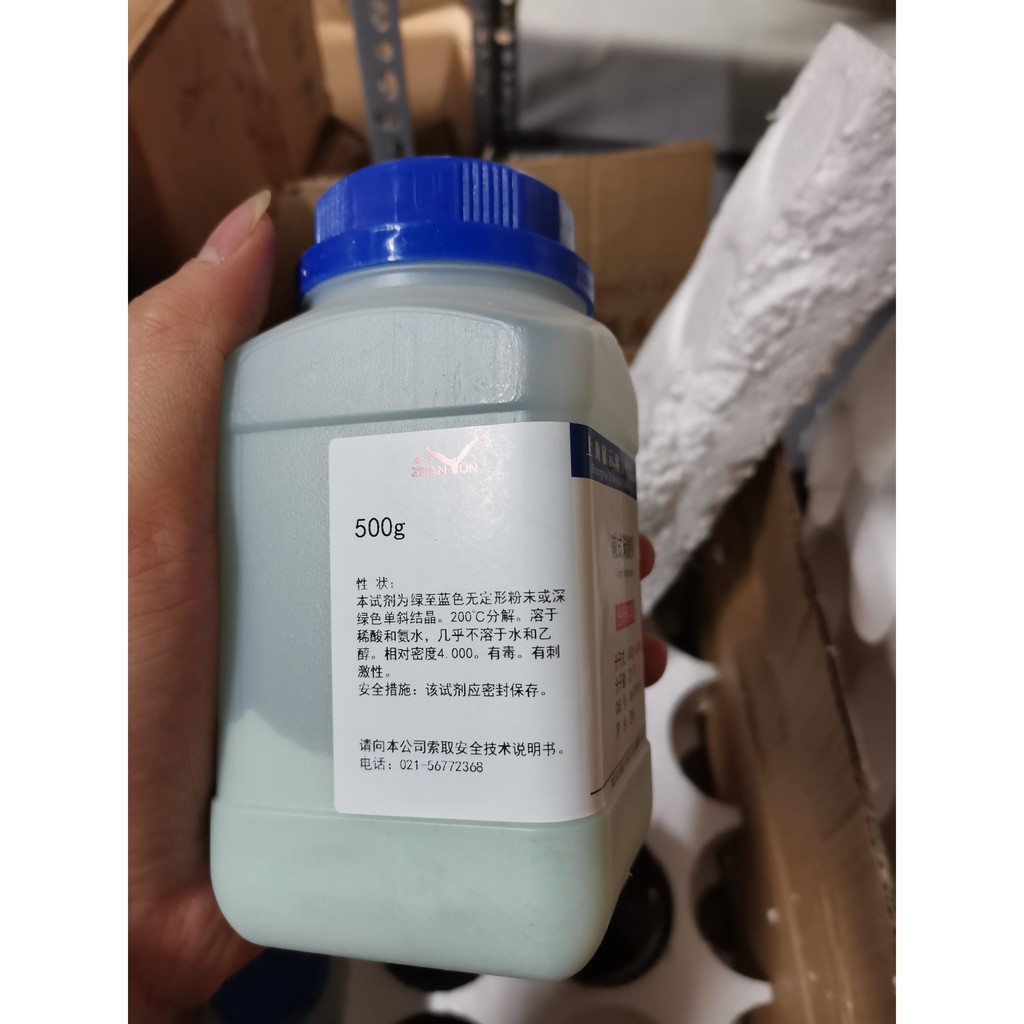 ZHAN YUN
500g
性 状:
本试剂为绿至蓝色无定形粉末或深
绿色单斜结晶。200℃分解。溶于
稀酸和氨水，几乎不溶于水和乙
醇。相对密度4.000。有毒。有刺
激性。
安全措施：该试剂应密封保存。
请向本公司索取安全技术说明书。
电话：021-56772368